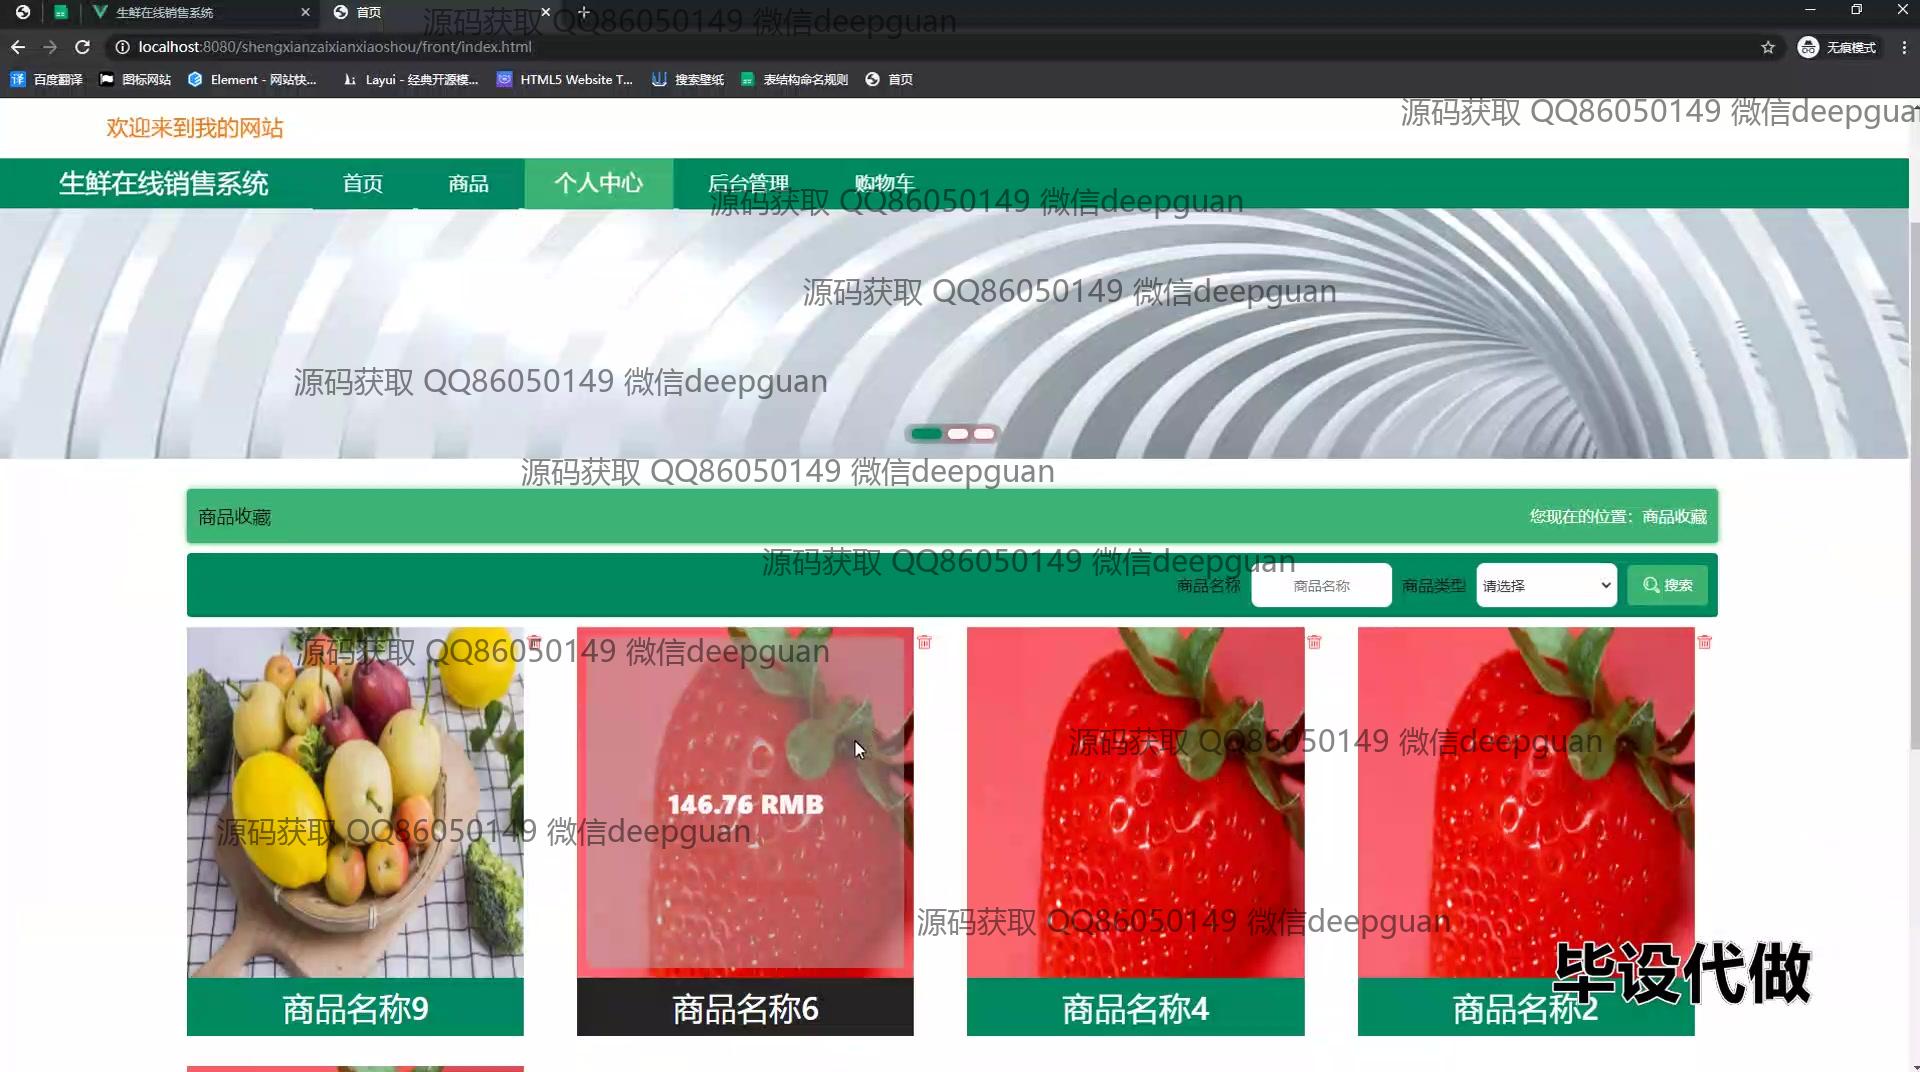 生鲜在线销售系统
首页
源码获取 QQ86050149 微信deepguan
localhost:8080/shengxianzaixianxiaoshou/front/index.html
无痕模式
百度翻译
图标网站
Element - 网站快...
Layui - 经典开源模...
HTML5 Website T...
搜索壁纸
表结构命名规则
首页
源码获取 QQ86050149 微信deepguan
欢迎来到我的网站
生鲜在线销售系统
首页
商品
个人中心
后台管理
购物车
源码获取 QQ86050149 微信deepguan
源码获取 QQ86050149 微信deepguan
源码获取 QQ86050149 微信deepguan
源码获取 QQ86050149 微信deepguan
商品收藏
您现在的位置：商品收藏
源码获取 QQ86050149 微信deepguan
商品名称
商品名称
商品类型
请选择
搜索
源码获取 QQ86050149 微信deepguan
源码获取 QQ86050149 微信deepguan
146.76 RMB
源码获取 QQ86050149 微信deepguan
源码获取 QQ86050149 微信deepguan
毕设代做
商品名称9
商品名称6
商品名称4
商品名称2